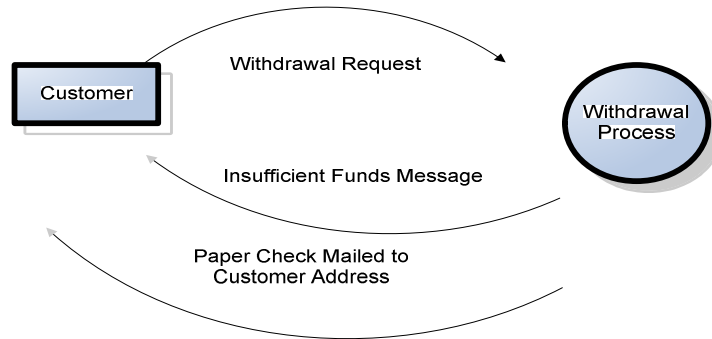 Withdrawal Request
Customer
Withdrawal
Process
Insufficient Funds Message
Paper Check Mailed to
Customer Address